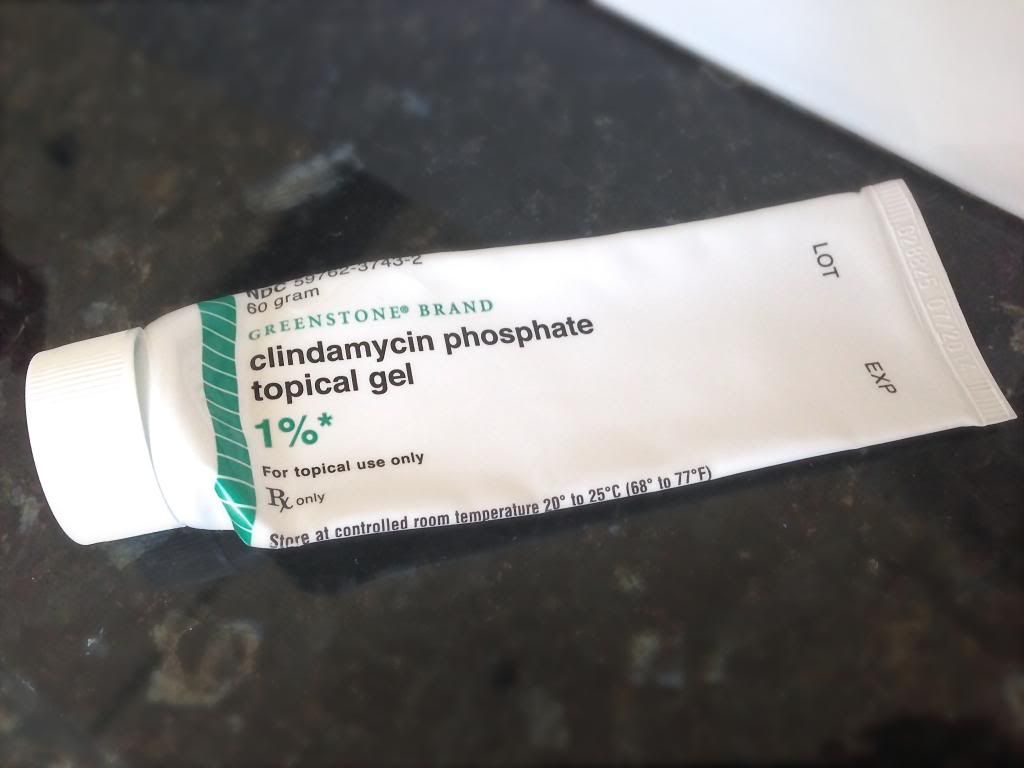 NDC 59762-3743-2
60 gram
GREENSTONE® BRAND
clindamycin phosphate
topical gel
1%*
For topical use only
Rx only
Store at controlled room temperature 20° to 25°C (68° to 77°F)
LOT
EXP